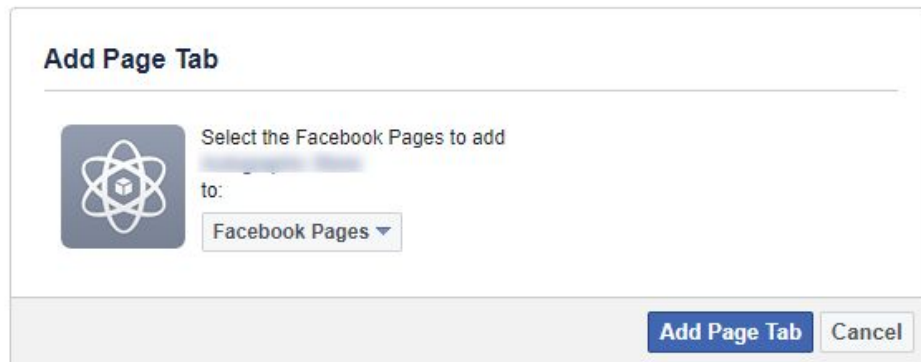 Add Page Tab
Select the Facebook Pages to add
to:
Facebook Pages
Add Page Tab
Cancel